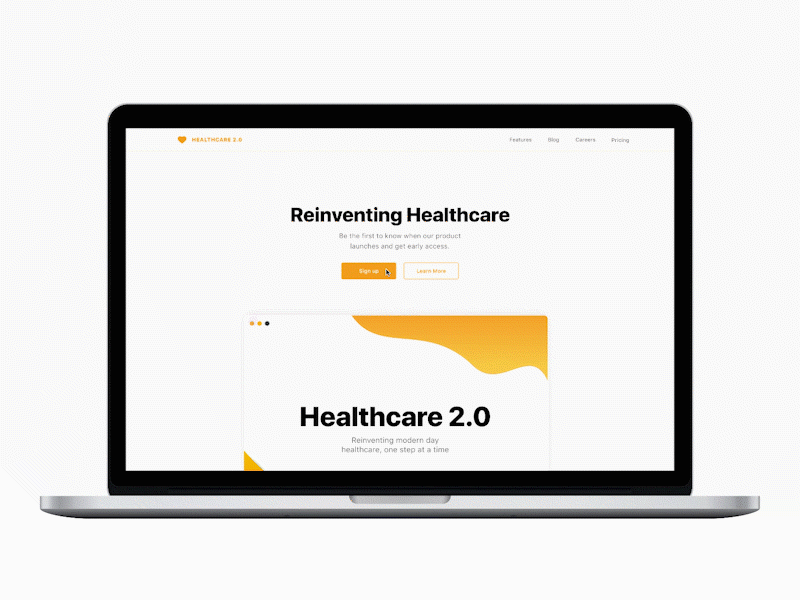 HEALTHCARE 2.0
Features Blog Careers Pricing
Reinventing Healthcare
Be the first to know when our product
launches and get early access.
Sign up Learn More
Healthcare 2.0
Reinventing modern day
healthcare, one step at a time